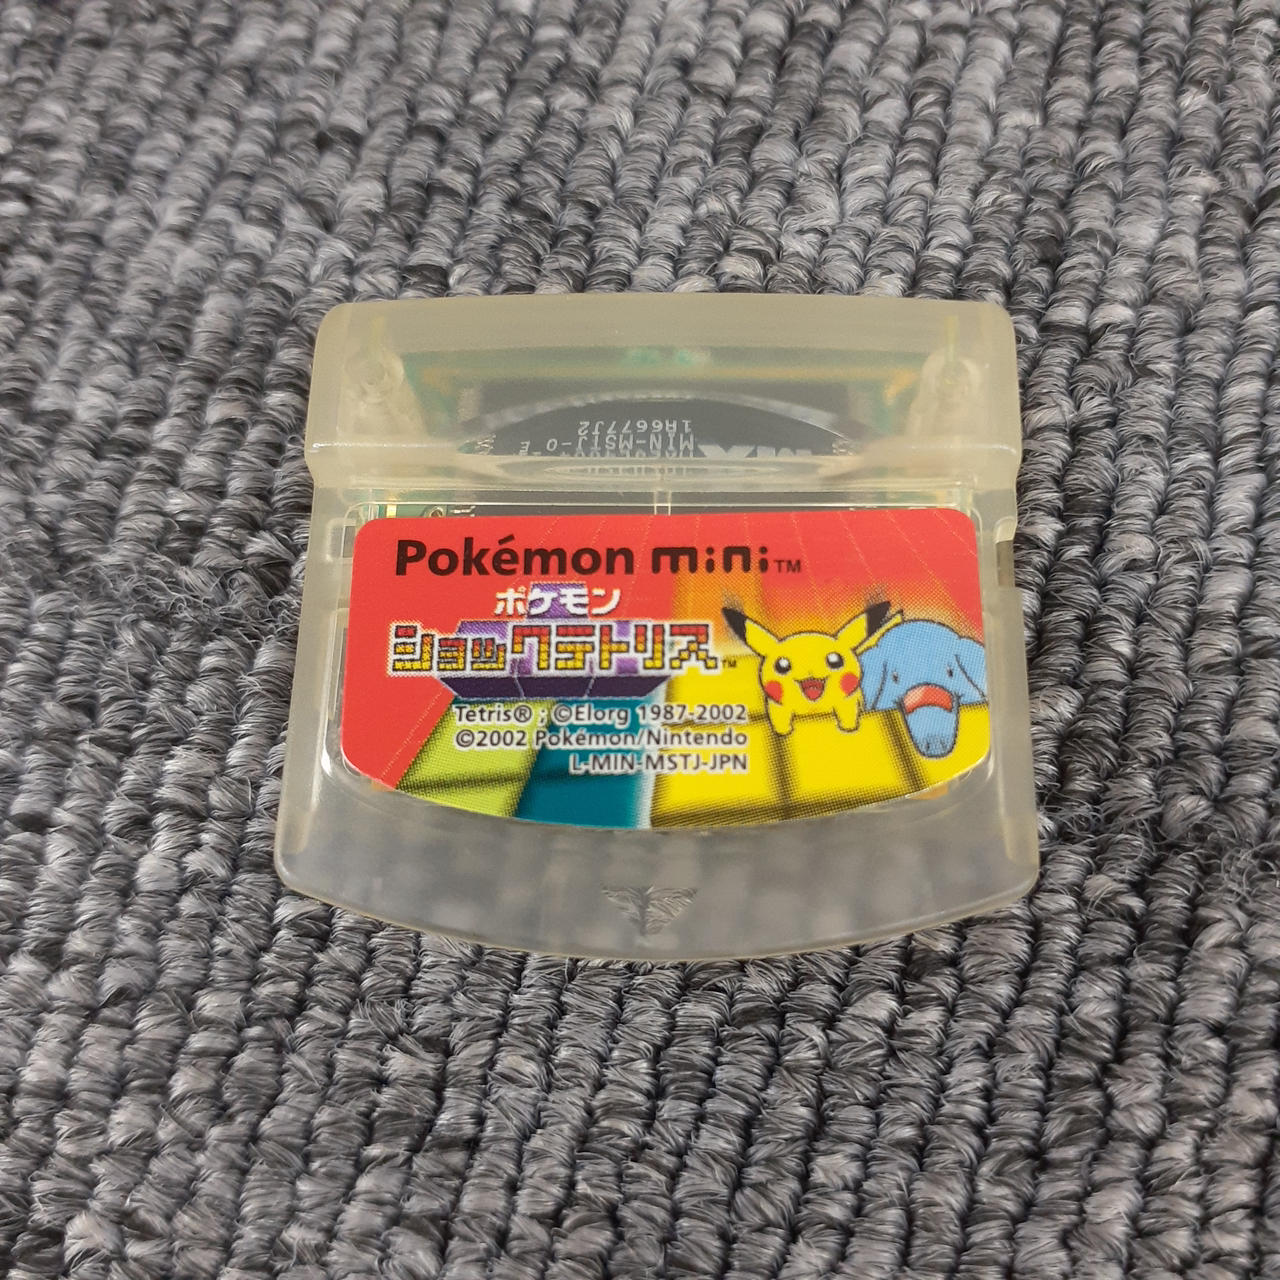 1A6677J2
MIN-MSTJ-0
Pokémon mini™
ポケモン
ショックテトリス™
Tetris® ; ©Elorg 1987-2002
©2002 Pokémon/Nintendo
L-MIN-MSTJ-JPN